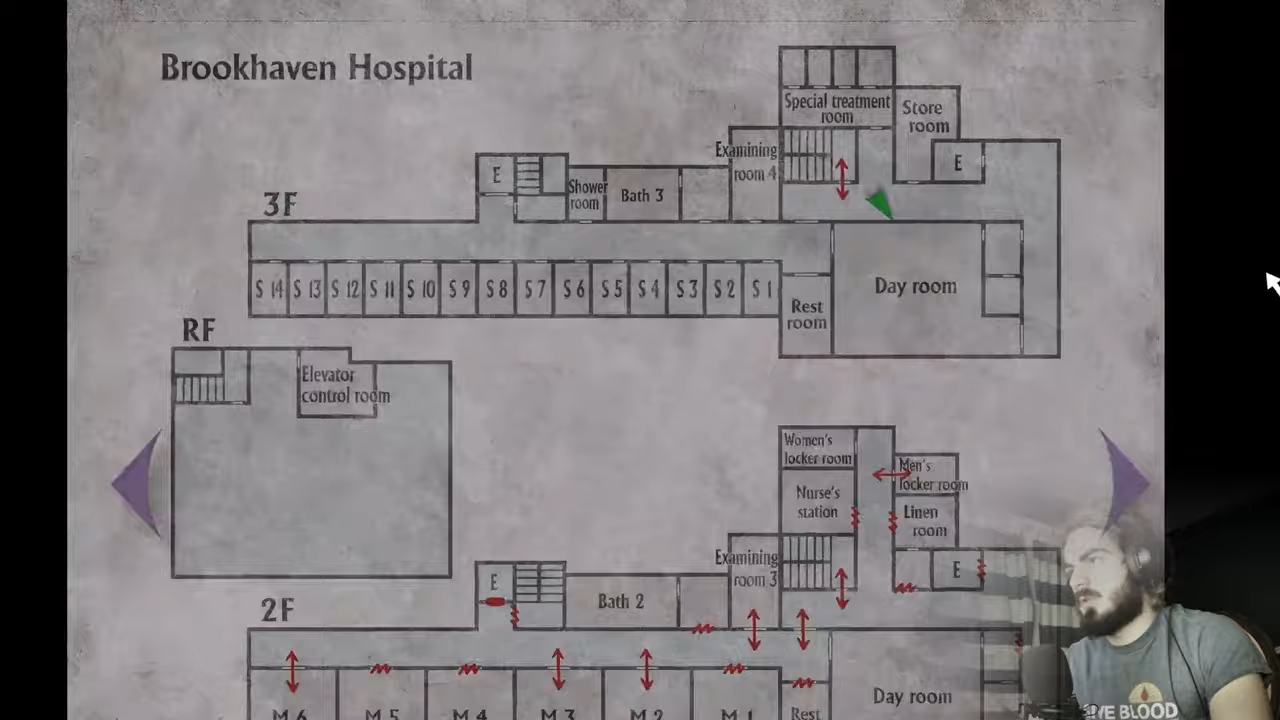 Brookhaven Hospital
Special treatment
room
Store
room
Examining
room 4
E
E
Shower
room
Bath 3
3F
S 14
S 13
S 12
S 11
S 10
S 9
S 8
S 7
S 6
S 5
S 4
S 3
S 2
S 1
Rest
room
Day room
RF
Elevator
control room
Women's
locker room
Men's
locker room
Nurse's
station
Linen
room
Examining
room 3
E
E
Bath 2
2F
M 6
M 5
M 4
M 3
M 2
M 1
Rest
Day room
BLOOD